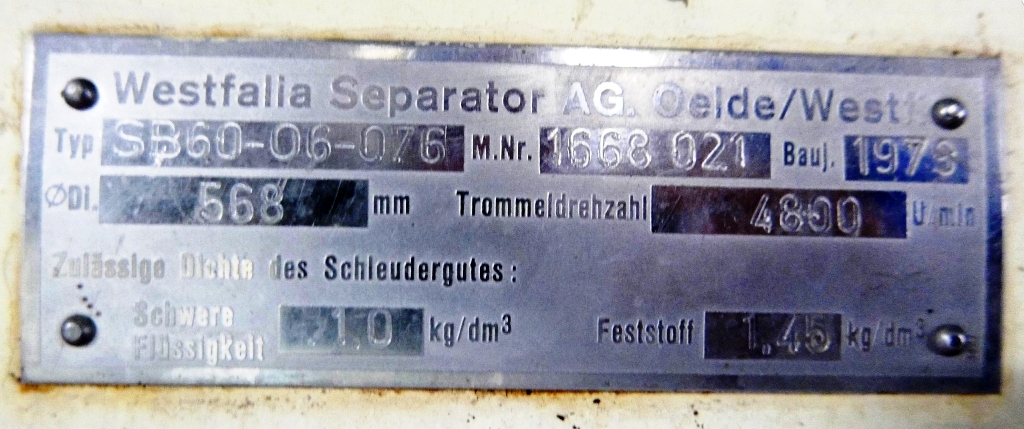 Westfalia Separator AG. Oelde/Westf.
Typ SB60-06-076 M.Nr. 1668 021 Bauj. 1973
ØDi. 568 mm Trommeldrehzahl 4800 U/min
Zulässige Dichte des Schleudergutes:
Schwere Flüssigkeit 1,0 kg/dm³ Feststoff 1,45 kg/dm³